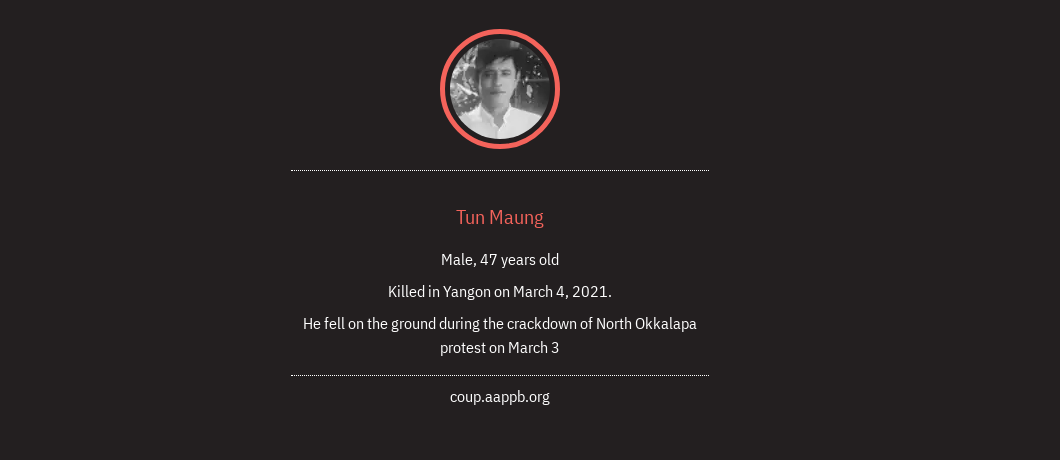 Tun Maung
Male, 47 years old
Killed in Yangon on March 4, 2021.
He fell on the ground during the crackdown of North Okkalapa
protest on March 3
coup.aappb.org